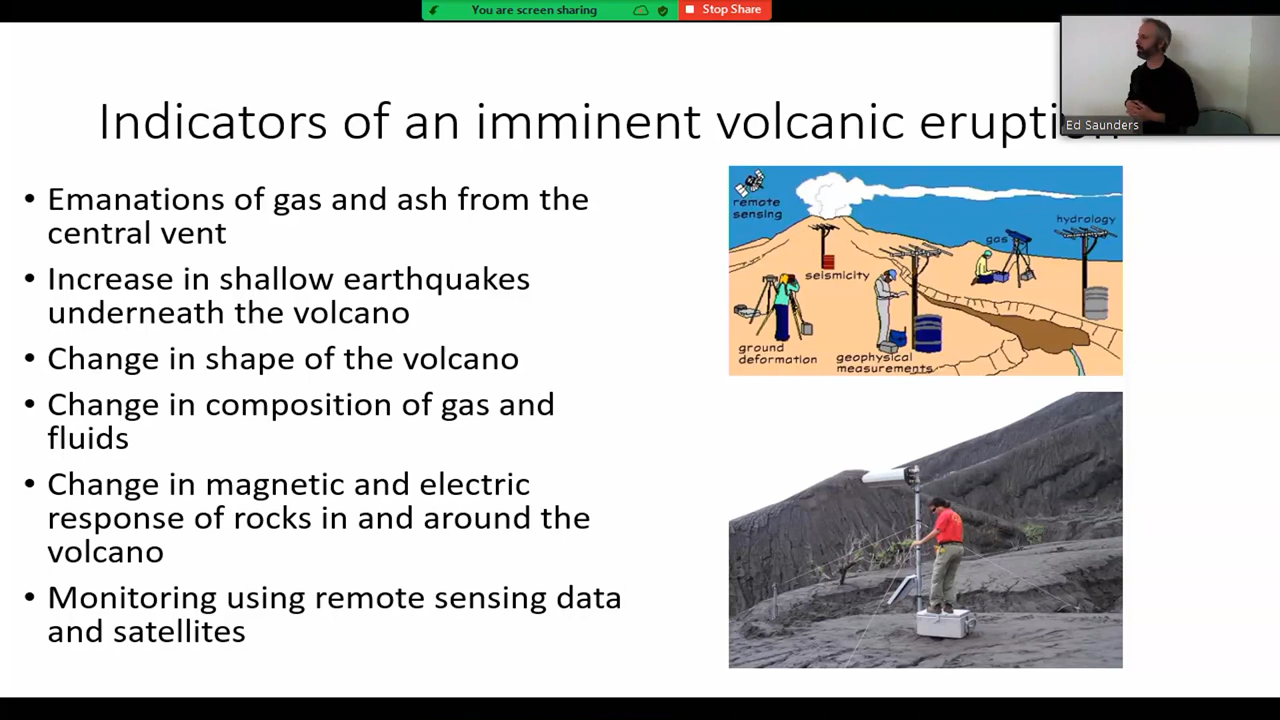 You are screen sharing
Stop Share
Ed Saunders
Indicators of an imminent volcanic eruption
• Emanations of gas and ash from the
central vent
• Increase in shallow earthquakes
underneath the volcano
• Change in shape of the volcano
• Change in composition of gas and
fluids
• Change in magnetic and electric
response of rocks in and around the
volcano
• Monitoring using remote sensing data
and satellites
remote
sensing
hydrology
gas
seismicity
ground
deformation
geophysical
measurements